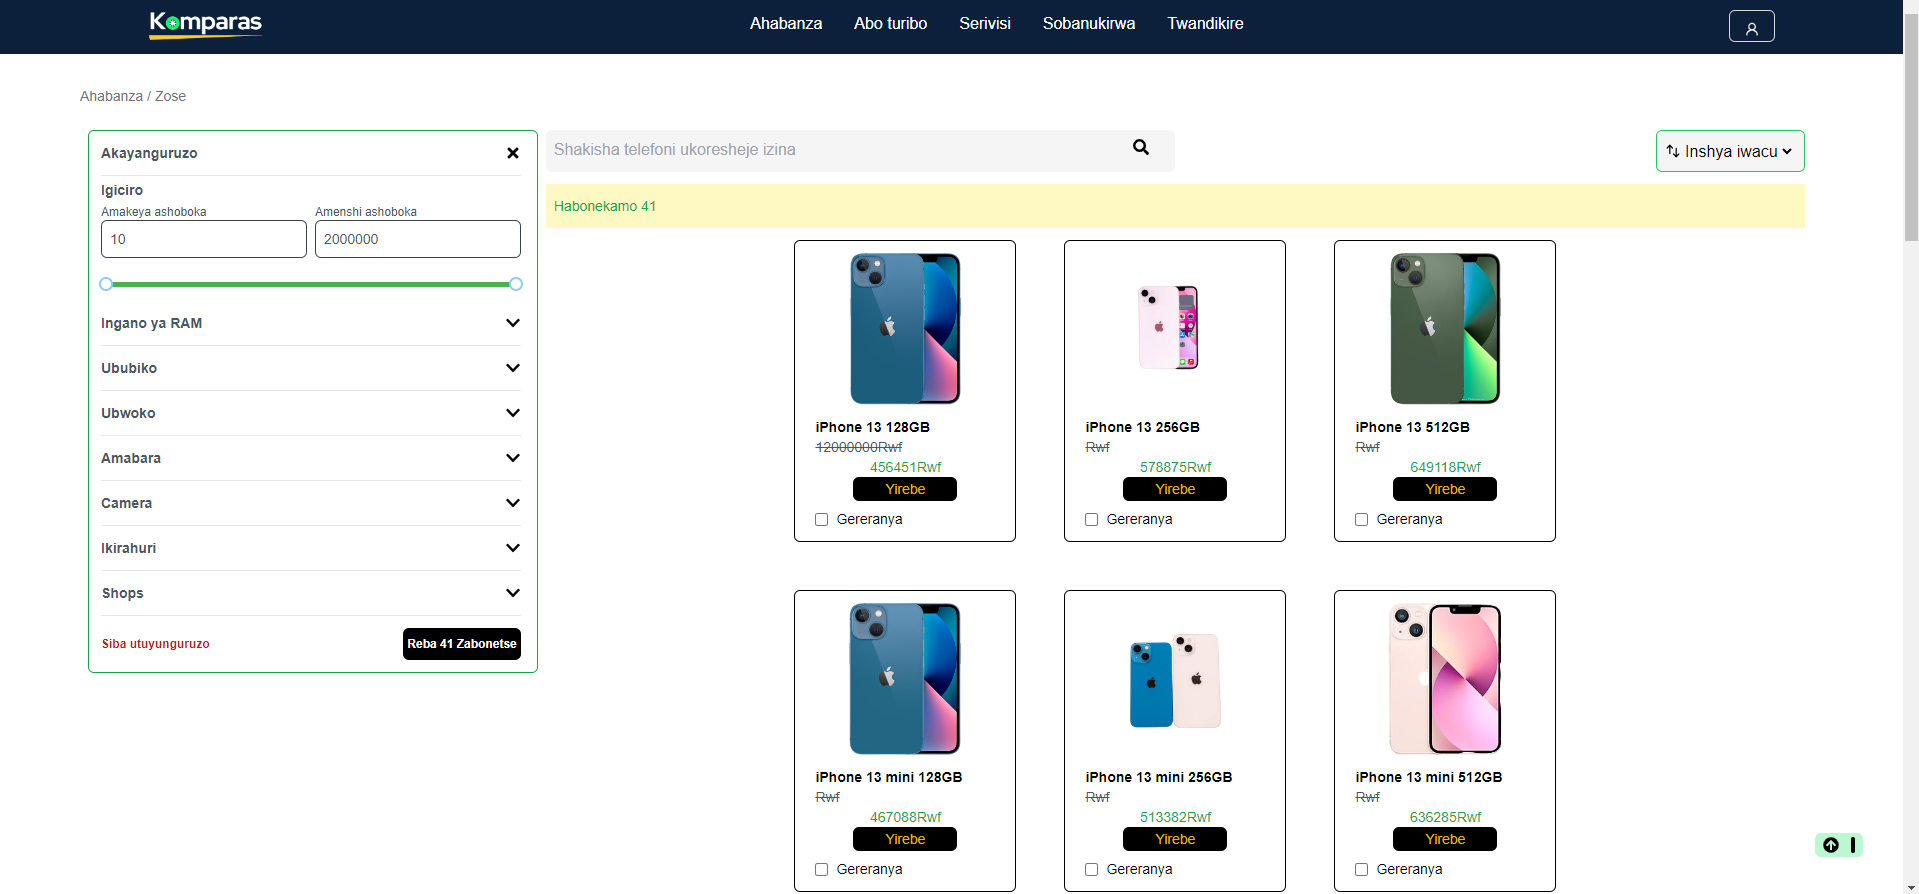 Komparas
Ahabanza
Abo turibo
Serivisi
Sobanukirwa
Twandikire
Ahabanza / Zose
Akayanguruzo
Igiciro
Amakeya ashoboka
Amenshi ashoboka
10
2000000
Ingano ya RAM
Ububiko
Ubwoko
Amabara
Camera
Ikirahuri
Shops
Siba utuyunguruzo
Reba 41 Zabonetse
Shakisha telefoni ukoresheje izina
Inshya iwacu
Habonekamo 41
iPhone 13 128GB
12000000Rwf
456451Rwf
Yirebe
Gereranya
iPhone 13 256GB
Rwf
578875Rwf
Yirebe
Gereranya
iPhone 13 512GB
Rwf
649118Rwf
Yirebe
Gereranya
iPhone 13 mini 128GB
Rwf
467088Rwf
Yirebe
Gereranya
iPhone 13 mini 256GB
Rwf
513382Rwf
Yirebe
Gereranya
iPhone 13 mini 512GB
Rwf
636285Rwf
Yirebe
Gereranya